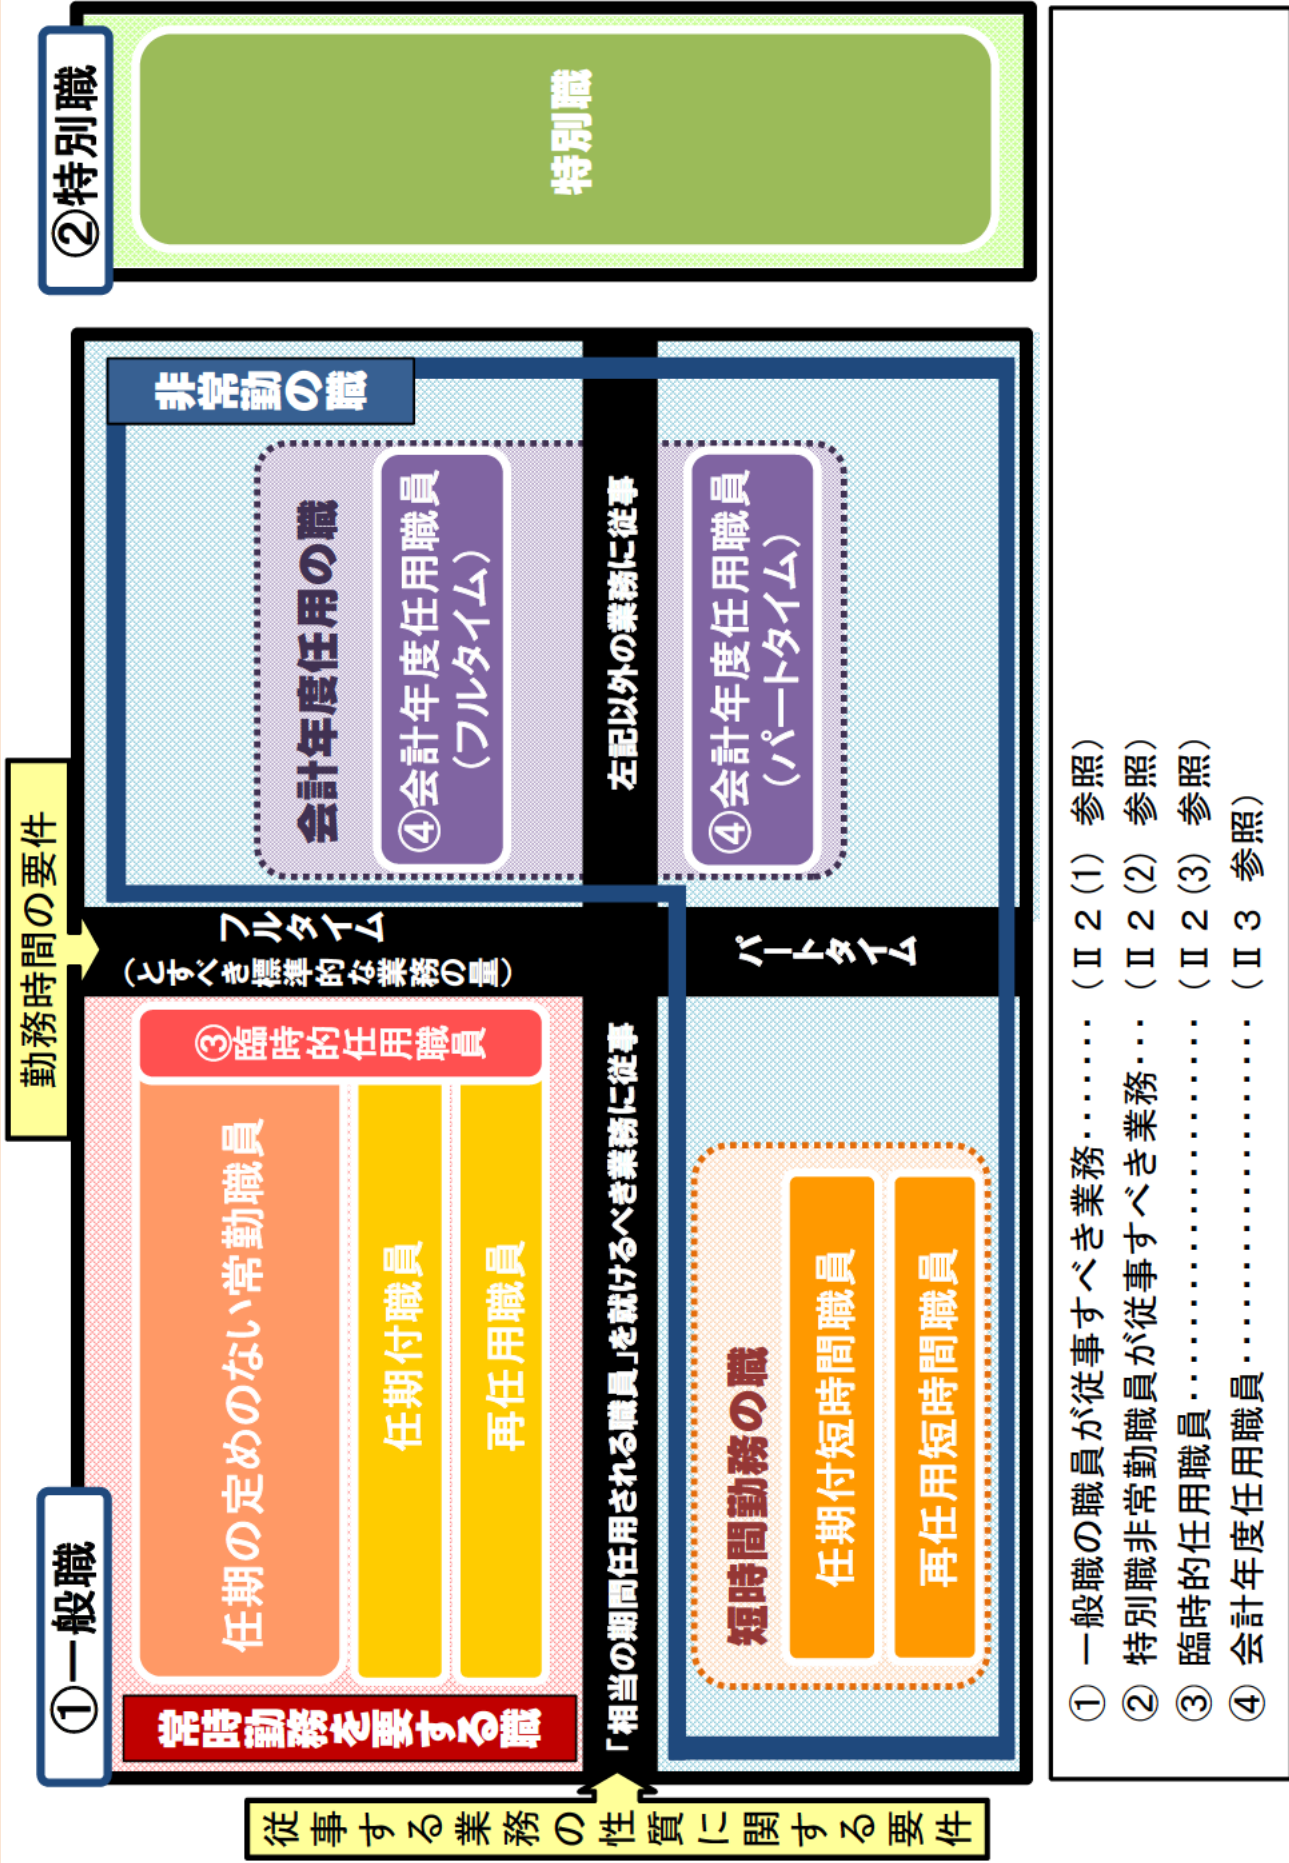 ①一般職
勤務時間の要件
②特別職
従事する業務の性質に関する要件
常時勤務を要する職
任期の定めのない常勤職員
任期付職員
再任用職員
③臨時的任用職員
フルタイム
（とすべき標準的な業務の量）
非常勤の職
会計年度任用の職
④会計年度任用職員
（フルタイム）
「相当の期間任用される職員」を就けるべき業務に従事
左記以外の業務に従事
短時間勤務の職
任期付短時間職員
再任用短時間職員
パートタイム
④会計年度任用職員
（パートタイム）
特別職
① 一般職の職員が従事すべき業務‥‥‥‥（Ⅱ２(1) 参照）
② 特別職非常勤職員が従事すべき業務‥‥（Ⅱ２(2) 参照）
③ 臨時的任用職員‥‥‥‥‥‥‥‥‥‥‥（Ⅱ２(3) 参照）
④ 会計年度任用職員‥‥‥‥‥‥‥‥‥‥（Ⅱ３ 参照）